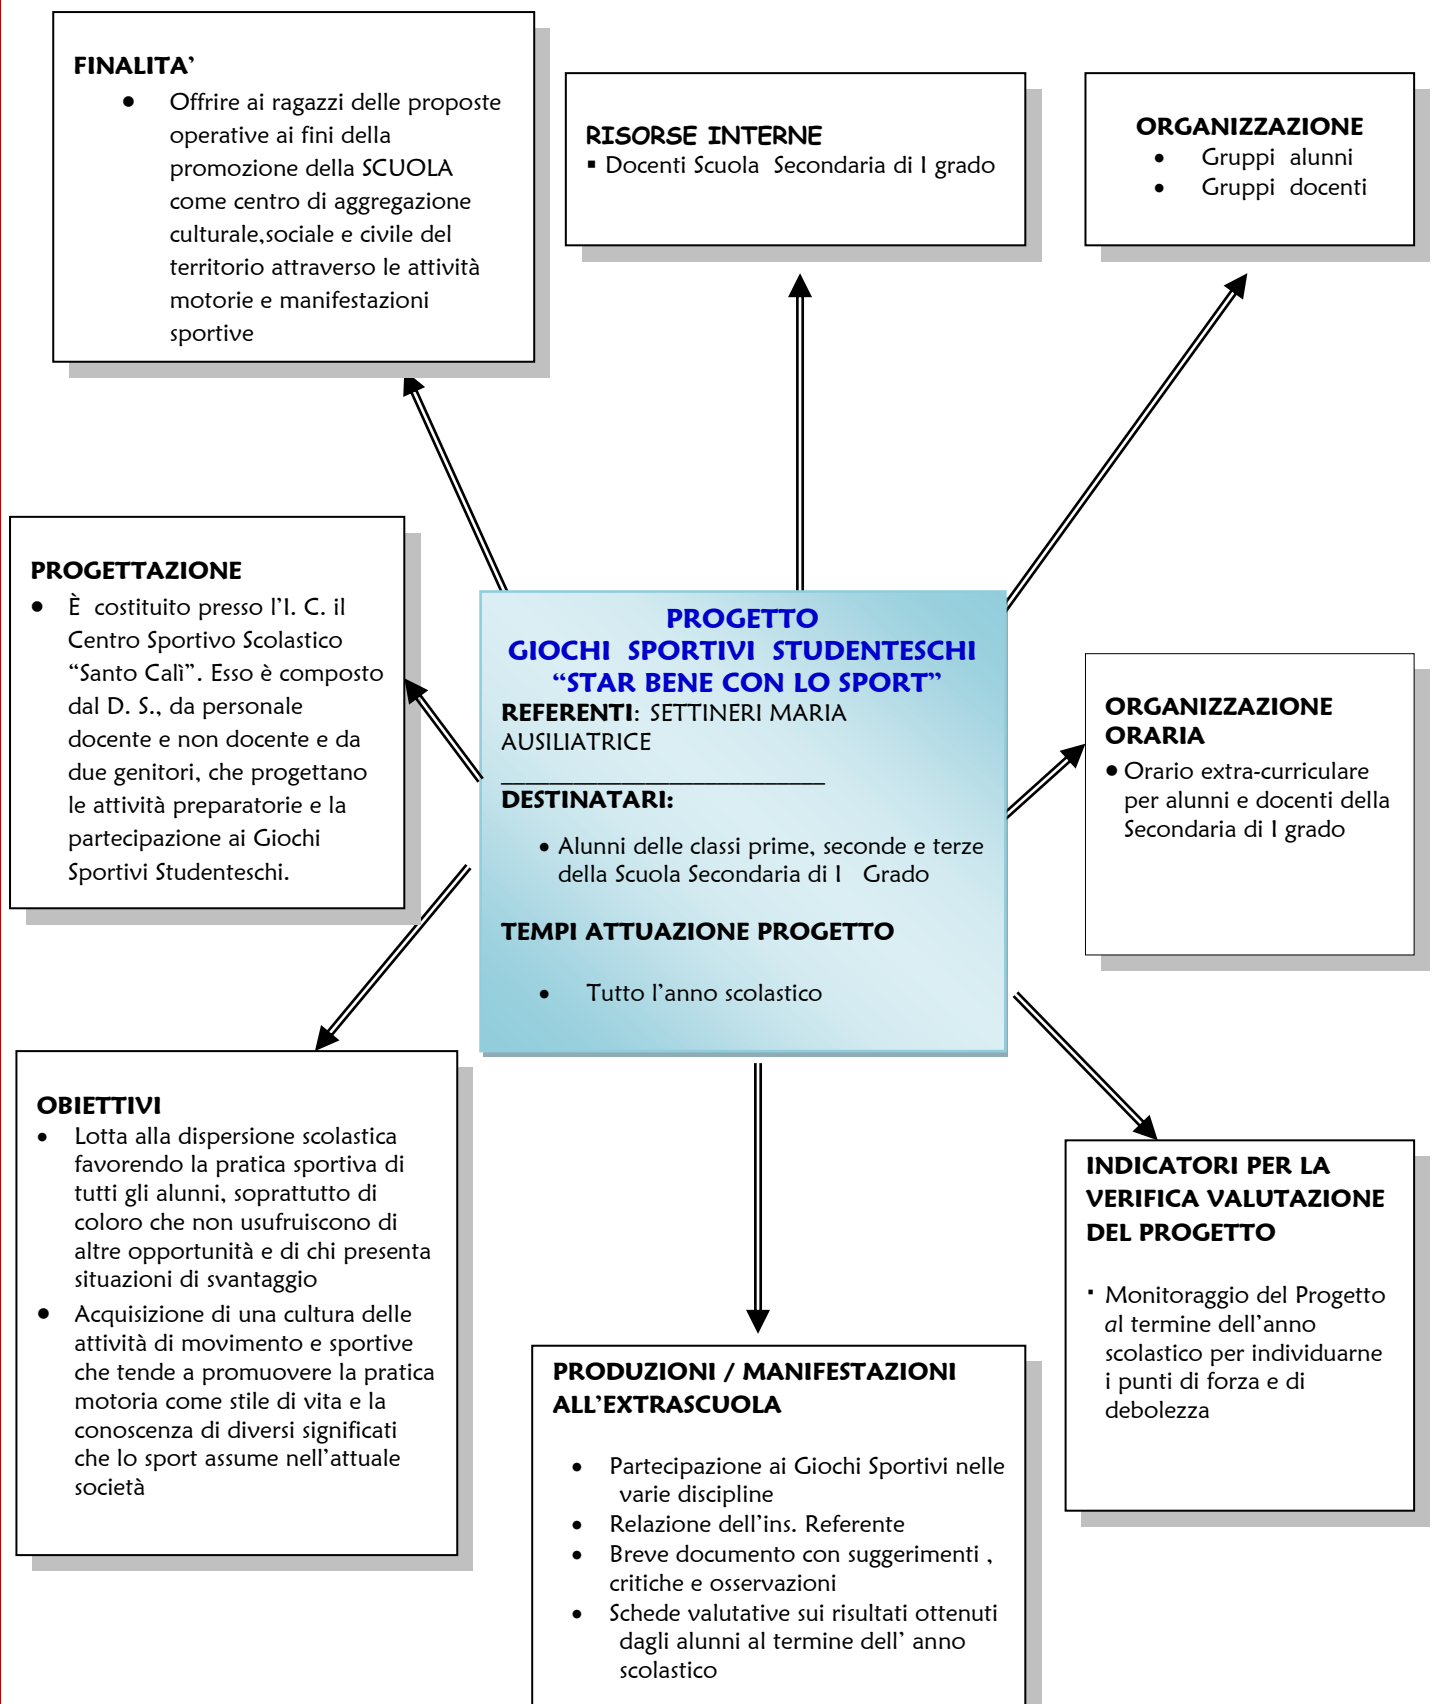 FINALITA’
• Offrire ai ragazzi delle proposte
operative ai fini della
promozione della SCUOLA
come centro di aggregazione
culturale,sociale e civile del
territorio attraverso le attività
motorie e manifestazioni
sportive
RISORSE INTERNE
▪ Docenti Scuola Secondaria di I grado
ORGANIZZAZIONE
• Gruppi alunni
• Gruppi docenti
PROGETTAZIONE
• È costituito presso l’I. C. il
Centro Sportivo Scolastico
“Santo Calì”. Esso è composto
dal D. S., da personale
docente e non docente e da
due genitori, che progettano
le attività preparatorie e la
partecipazione ai Giochi
Sportivi Studenteschi.
PROGETTO
GIOCHI SPORTIVI STUDENTESCHI
“STAR BENE CON LO SPORT”
REFERENTI: SETTINERI MARIA
AUSILIATRICE
___________________________
DESTINATARI:
• Alunni delle classi prime, seconde e terze
della Scuola Secondaria di I Grado
TEMPI ATTUAZIONE PROGETTO
• Tutto l’anno scolastico
ORGANIZZAZIONE
ORARIA
• Orario extra-curriculare
per alunni e docenti della
Secondaria di I grado
OBIETTIVI
• Lotta alla dispersione scolastica
favorendo la pratica sportiva di
tutti gli alunni, soprattutto di
coloro che non usufruiscono di
altre opportunità e di chi presenta
situazioni di svantaggio
• Acquisizione di una cultura delle
attività di movimento e sportive
che tende a promuovere la pratica
motoria come stile di vita e la
conoscenza di diversi significati
che lo sport assume nell’attuale
società
PRODUZIONI / MANIFESTAZIONI
ALL’EXTRASCUOLA
• Partecipazione ai Giochi Sportivi nelle
varie discipline
• Relazione dell’ins. Referente
• Breve documento con suggerimenti ,
critiche e osservazioni
• Schede valutative sui risultati ottenuti
dagli alunni al termine dell’ anno
scolastico
INDICATORI PER LA
VERIFICA VALUTAZIONE
DEL PROGETTO
▪ Monitoraggio del Progetto
al termine dell’anno
scolastico per individuarne
i punti di forza e di
debolezza